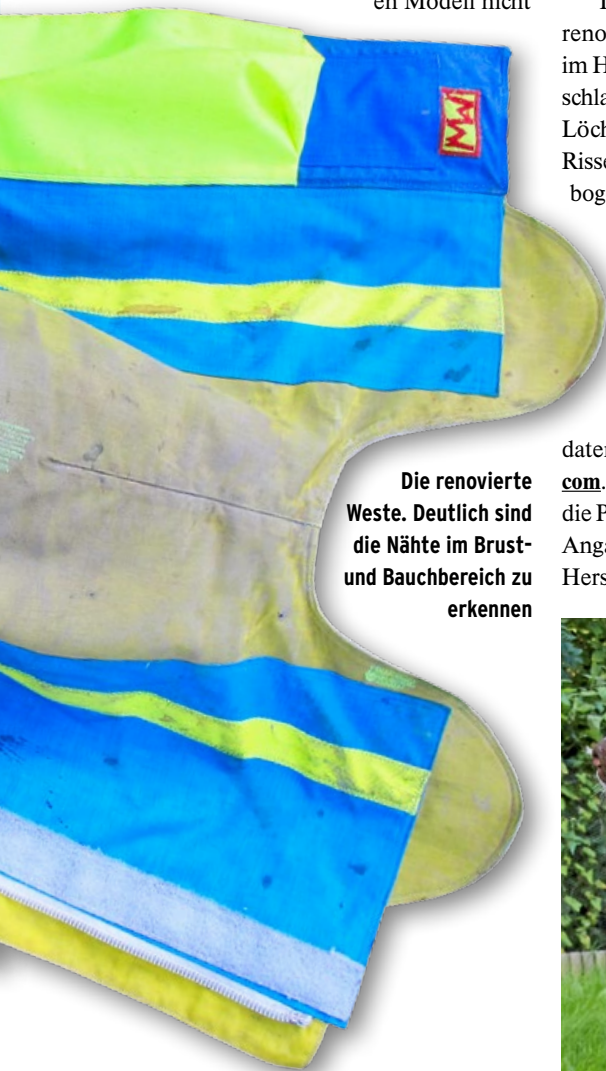 en Modell nicht
Die renovierte
Weste. Deutlich sind
die Nähte im Brust-
und Bauchbereich zu
erkennen
reno
im H
schla
Löch
Risse
bog
daten
com.
die P
Anga
Hers